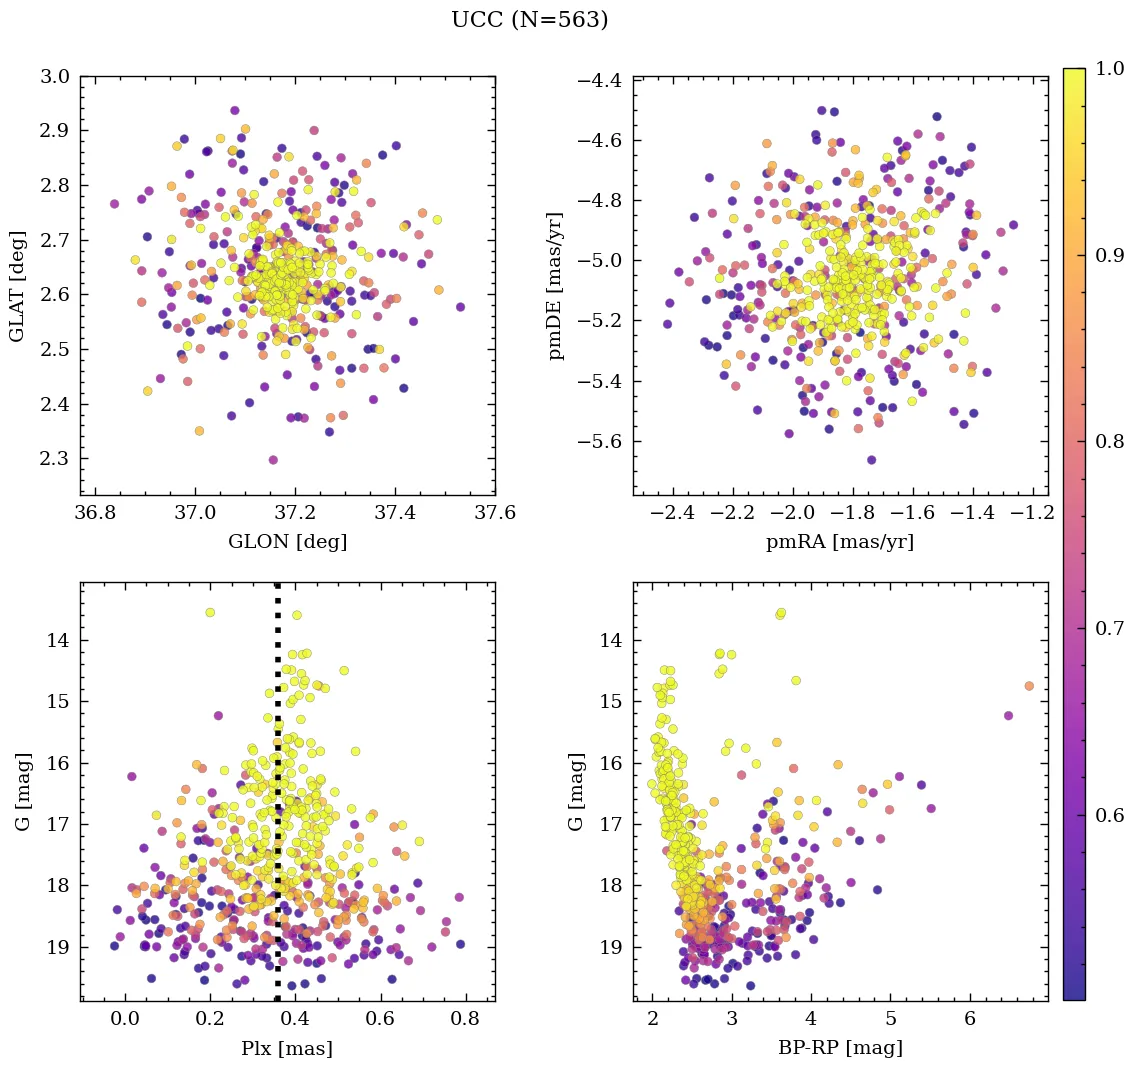 UCC (N=563)
3.0
2.9
2.8
2.7
2.6
2.5
2.4
2.3
GLAT [deg]
36.8 37.0 37.2 37.4 37.6
GLON [deg]
−4.4
−4.6
−4.8
−5.0
−5.2
−5.4
−5.6
pmDE [mas/yr]
−2.4 −2.2 −2.0 −1.8 −1.6 −1.4 −1.2
pmRA [mas/yr]
14
15
16
17
18
19
G [mag]
0.0 0.2 0.4 0.6 0.8
Plx [mas]
14
15
16
17
18
19
G [mag]
2 3 4 5 6
BP-RP [mag]
1.0
0.9
0.8
0.7
0.6